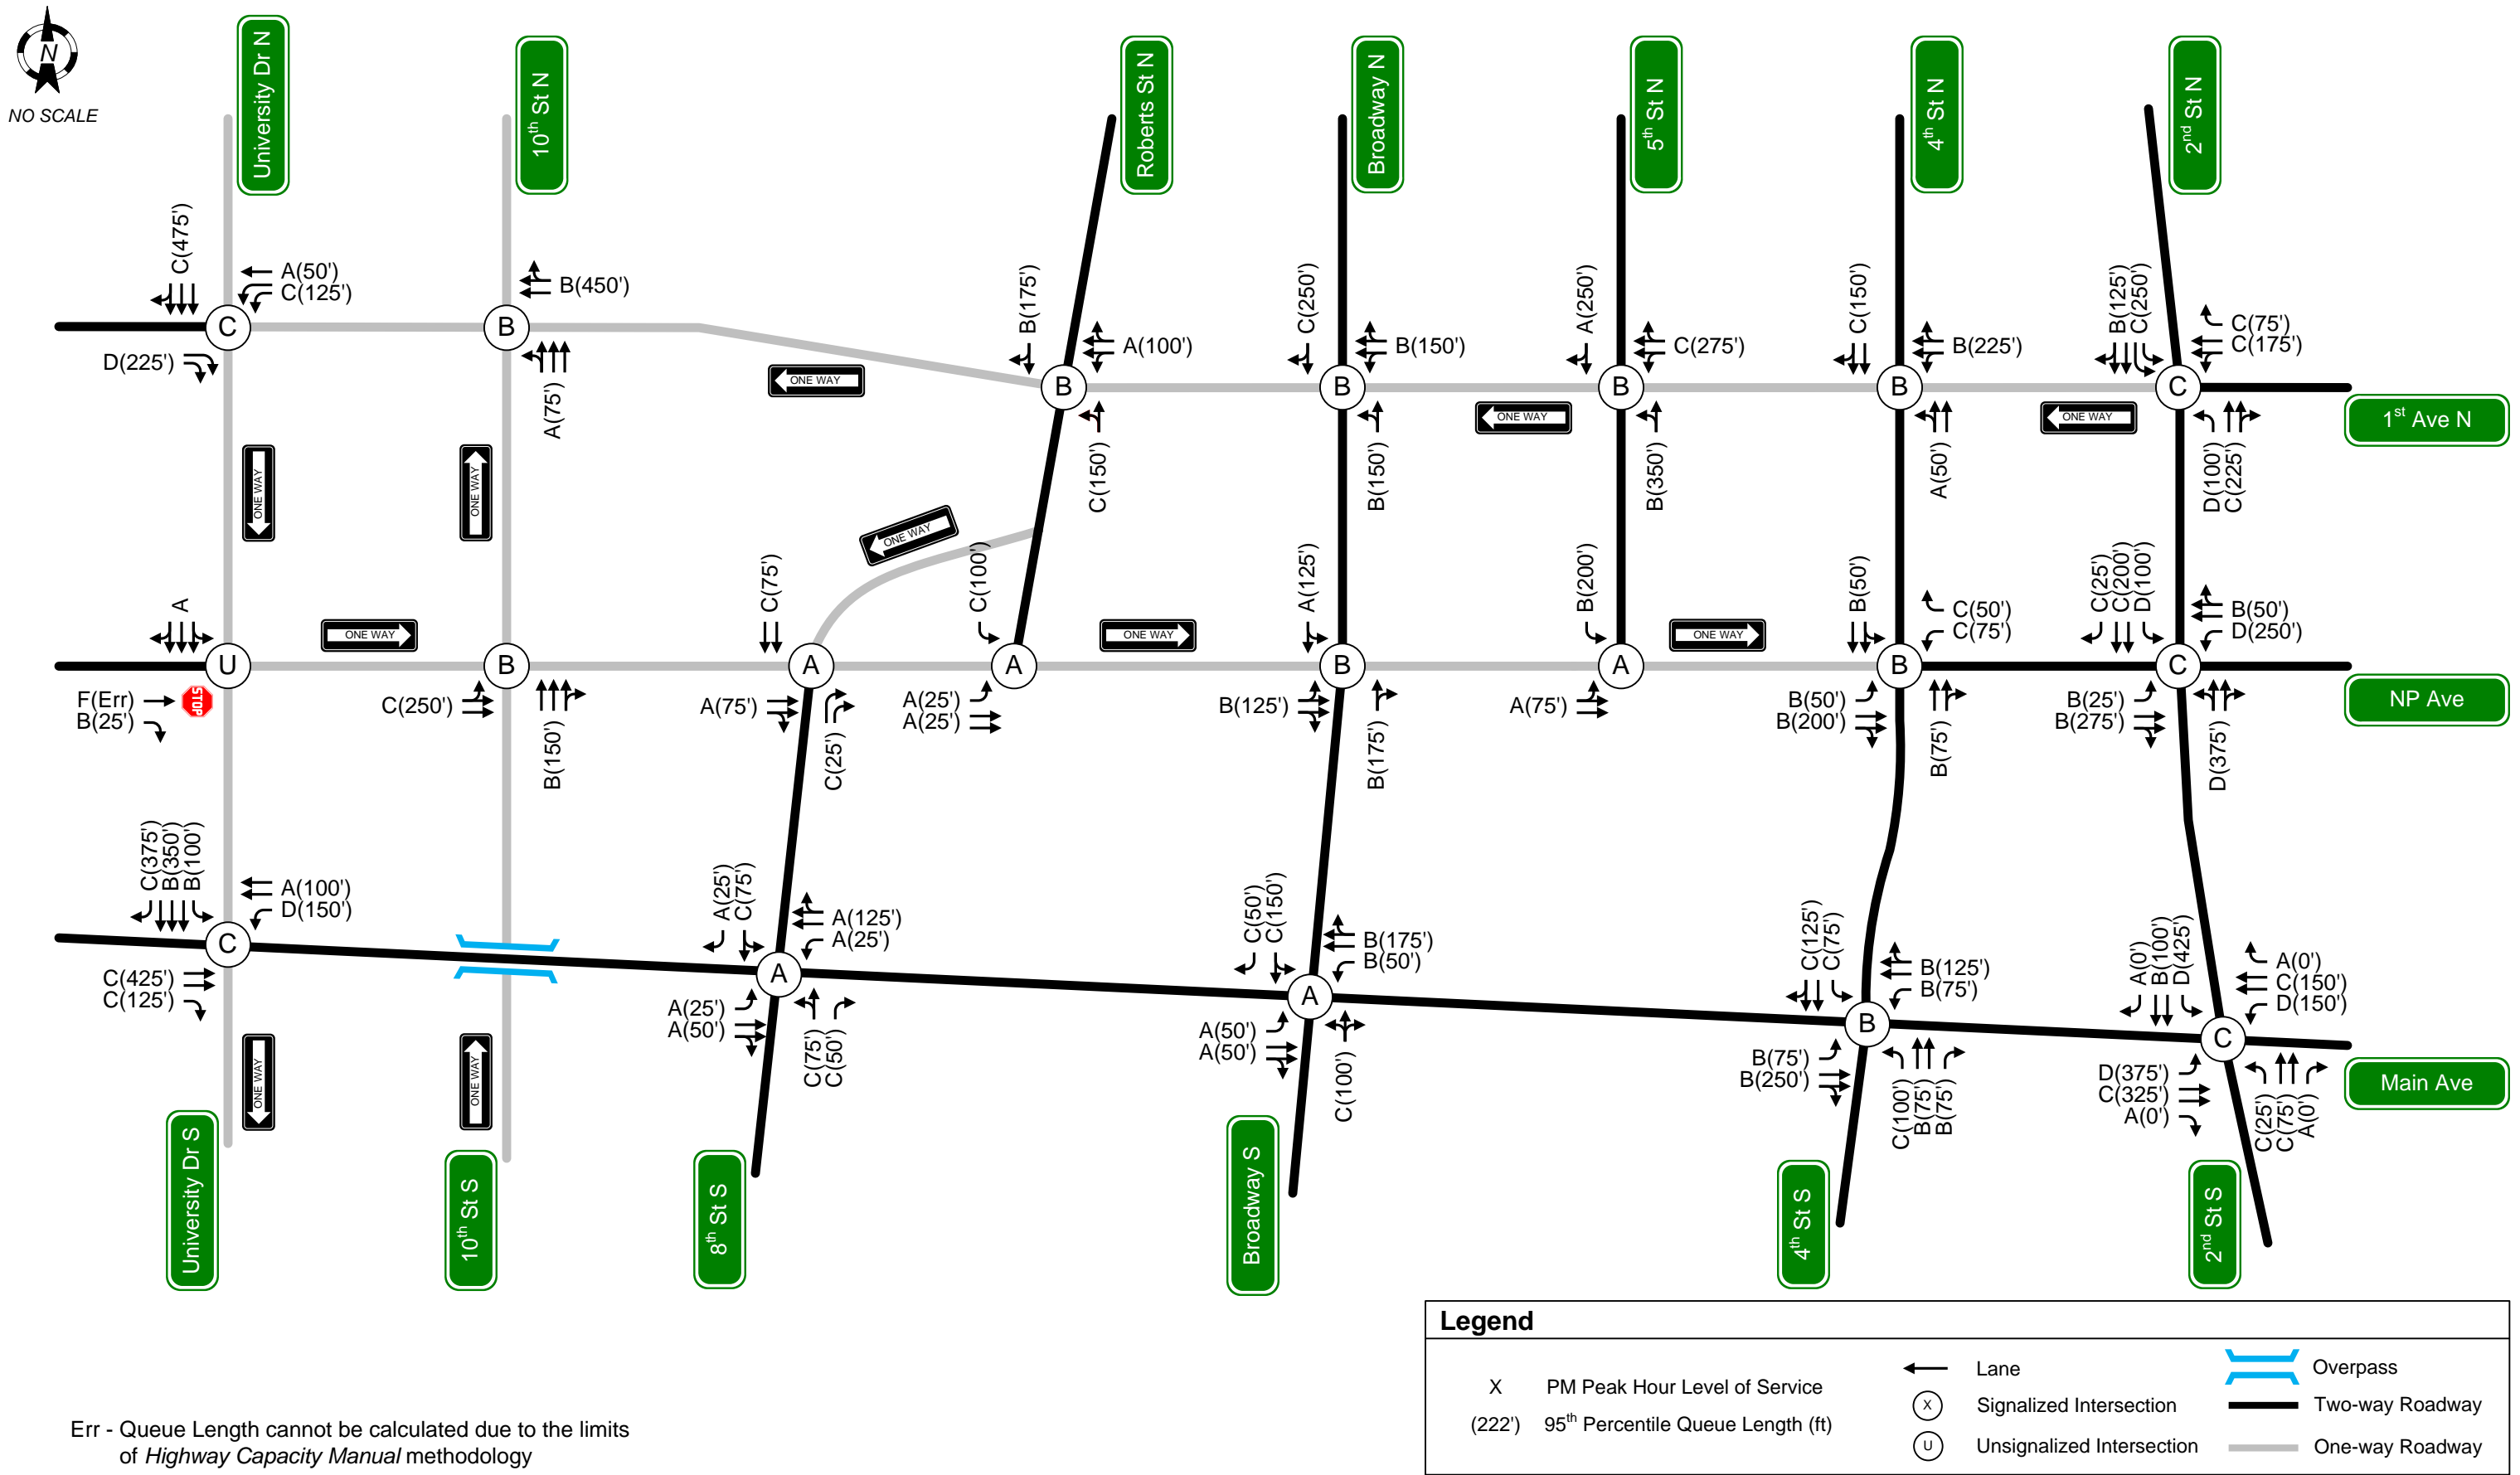 N
NO SCALE
University Dr N
10th St N
Roberts St N
Broadway N
5th St N
4th St N
2nd St N
C(475')
A(50')
C(125')
C
D(225')
B(450')
B
A(75')
ONE WAY
B(175')
A(100')
B
C(150')
C(250')
B(150')
B
B(150')
A(250')
C(275')
B
B(350')
ONE WAY
C(150')
B(225')
B
A(50')
ONE WAY
B(125')
C(250')
C(75')
C(175')
C
D(100')
C(225')
1st Ave N
ONE WAY
ONE WAY
ONE WAY
A
U
F(Err)
STOP
B(25')
ONE WAY
B
C(250')
B(150')
C(75')
A
A(75')
C(25')
C(100')
A
A(25')
A(25')
ONE WAY
A(125')
B
B(125')
B(175')
B(200')
A
A(75')
ONE WAY
B(50')
C(50')
C(75')
B
B(50')
B(200')
B(75')
C(25')
C(200')
D(100')
B(50')
D(250')
C
B(25')
B(275')
D(375')
NP Ave
C(375')
B(350')
B(100')
A(100')
D(150')
C
C(425')
C(125')
A(25')
C(75')
A(125')
A(25')
A
A(25')
A(50')
C(75')
C(50')
C(50')
C(150')
B(175')
B(50')
A
A(50')
A(50')
C(100')
C(125')
C(75')
B(125')
B(75')
B
B(75')
B(250')
C(100')
B(75')
B(75')
A(0')
B(100')
D(425')
A(0')
C(150')
D(150')
C
D(375')
C(325')
A(0')
C(25')
C(75')
A(0')
Main Ave
ONE WAY
ONE WAY
University Dr S
10th St S
8th St S
Broadway S
4th St S
2nd St S
Legend
X PM Peak Hour Level of Service
(222') 95th Percentile Queue Length (ft)
Lane
X Signalized Intersection
U Unsignalized Intersection
Overpass
Two-way Roadway
One-way Roadway
Err - Queue Length cannot be calculated due to the limits
of Highway Capacity Manual methodology